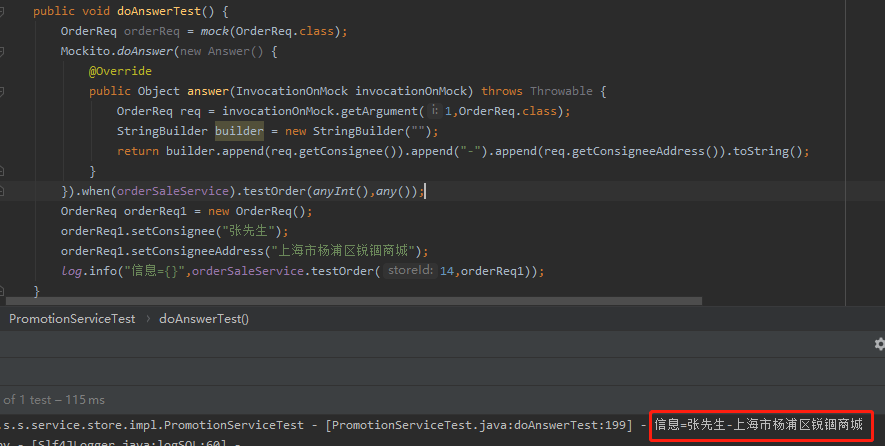 public void doAnswerTest() {
OrderReq orderReq = mock(OrderReq.class);
Mockito.doAnswer(new Answer() {
@Override
public Object answer(InvocationOnMock invocationOnMock) throws Throwable {
OrderReq req = invocationOnMock.getArgument( i: 1,OrderReq.class);
StringBuilder builder = new StringBuilder("");
return builder.append(req.getConsignee()).append("-").append(req.getConsigneeAddress()).toString();
}
}).when(orderSaleService).testOrder(anyInt(),any());
OrderReq orderReq1 = new OrderReq();
orderReq1.setConsignee("张先生");
orderReq1.setConsigneeAddress("上海市杨浦区锐锢商城");
log.info("信息={}",orderSaleService.testOrder( storeId: 14,orderReq1));
}
PromotionServiceTest › doAnswerTest()
of 1 test – 115 ms
.s.s.service.store.impl.PromotionServiceTest - [PromotionServiceTest.java:doAnswerTest:199] - 信息=张先生-上海市杨浦区锐锢商城
- [Slf4JLogger.java:logSQL:60] -